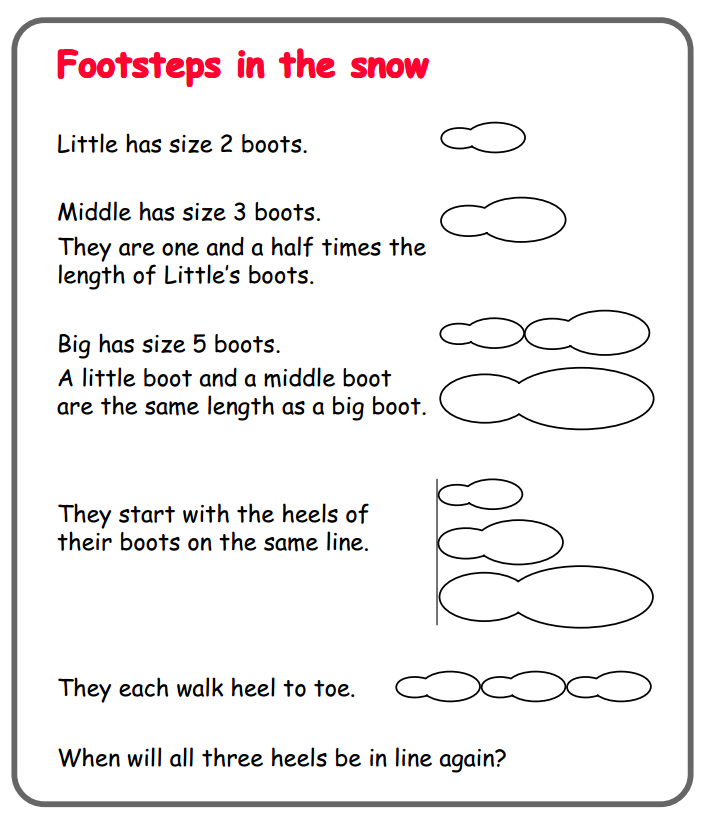 Footsteps in the snow
Little has size 2 boots.
Middle has size 3 boots.
They are one and a half times the
length of Little’s boots.
Big has size 5 boots.
A little boot and a middle boot
are the same length as a big boot.
They start with the heels of
their boots on the same line.
They each walk heel to toe.
When will all three heels be in line again?